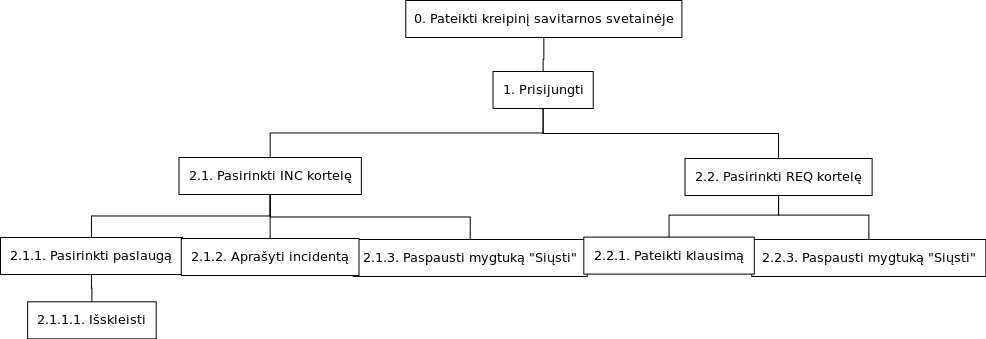 0. Pateikti kreipinį savitarnos svetainėje
1. Prisijungti
2.1. Pasirinkti INC kortelę
2.2. Pasirinkti REQ kortelę
2.1.1. Pasirinkti paslaugą
2.1.2. Aprašyti incidentą
2.1.3. Paspausti mygtuką "Siųsti"
2.2.1. Pateikti klausimą
2.2.3. Paspausti mygtuką "Siųsti"
2.1.1.1. Išskleisti